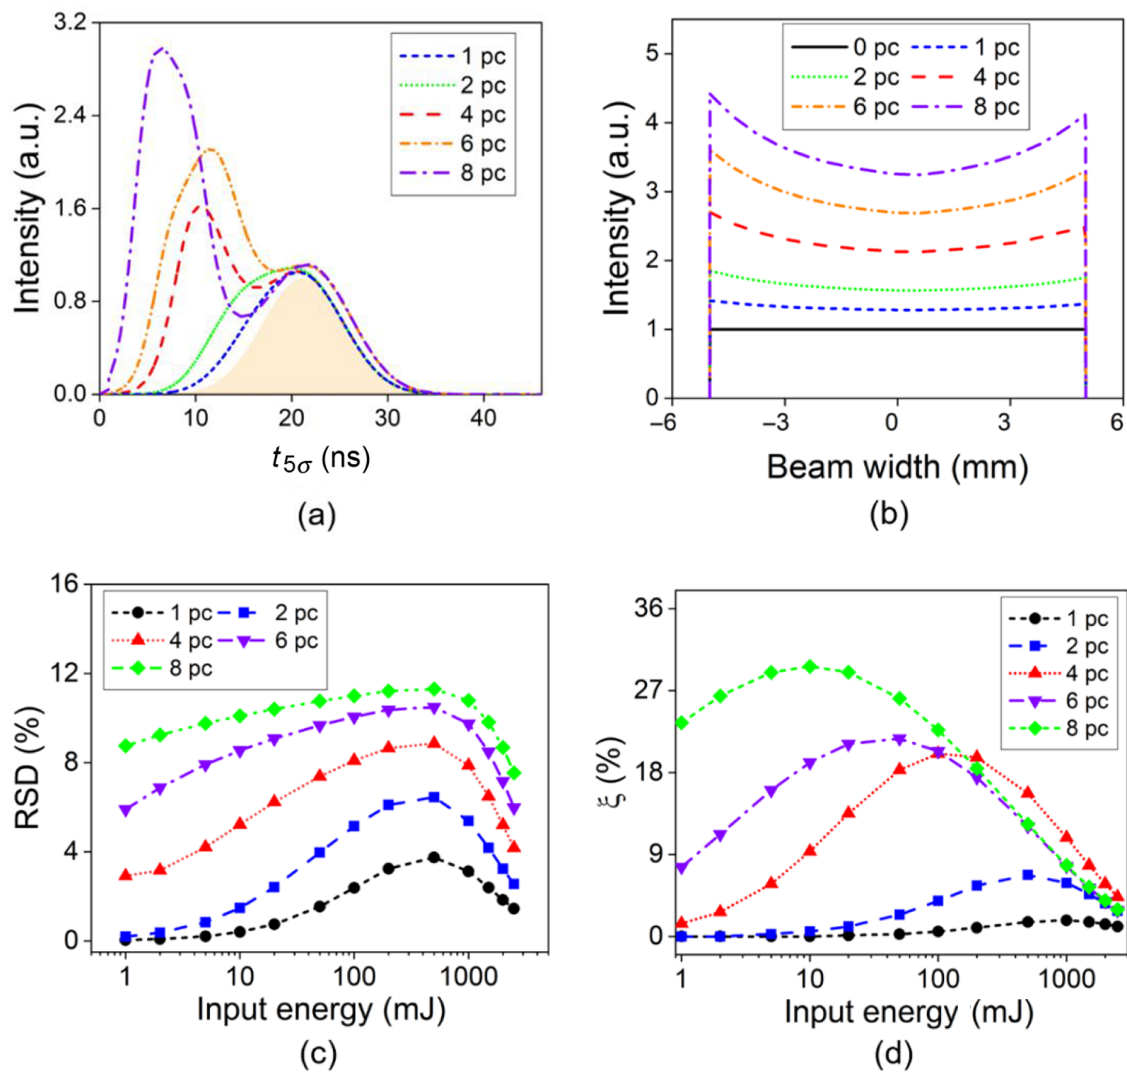 3.2
2.4
1.6
0.8
0.0
Intensity (a.u.)
1 pc
2 pc
4 pc
6 pc
8 pc
0 10 20 30 40
t5σ (ns)
(a)
5
4
3
2
1
0
Intensity (a.u.)
0 pc 1 pc
2 pc 4 pc
6 pc 8 pc
−6 −3 0 3 6
Beam width (mm)
(b)
16
12
8
4
0
RSD (%)
1 pc 2 pc
4 pc 6 pc
8 pc
1 10 100 1000
Input energy (mJ)
(c)
36
27
18
9
0
ξ (%)
1 pc
2 pc
4 pc
6 pc
8 pc
1 10 100 1000
Input energy (mJ)
(d)